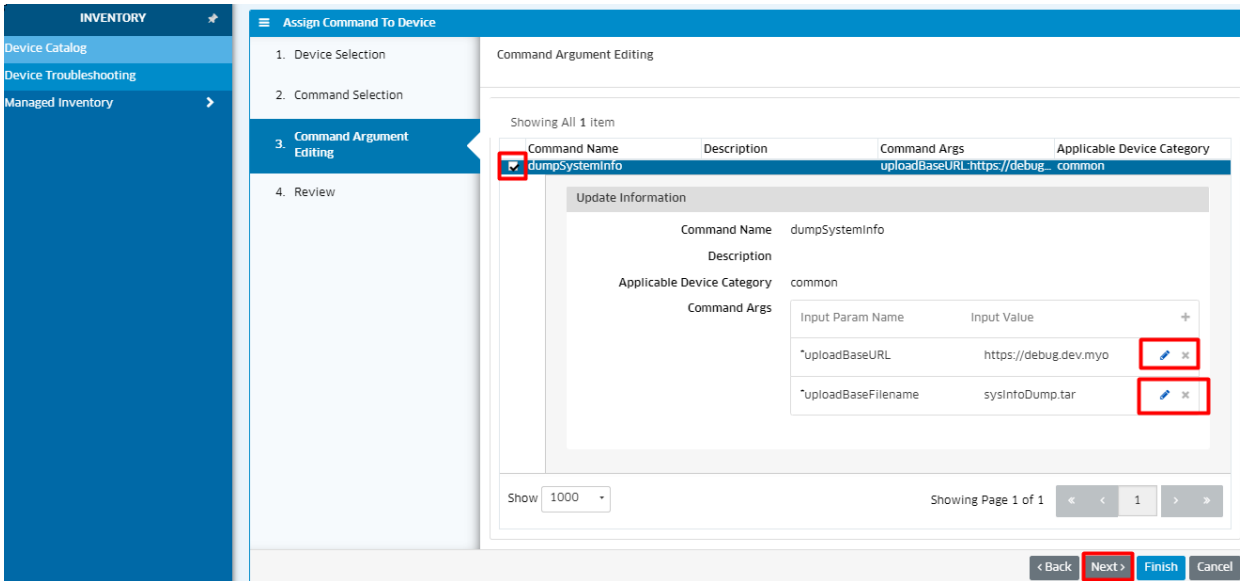 INVENTORY
Device Catalog
Device Troubleshooting
Managed Inventory
Assign Command To Device
1. Device Selection
2. Command Selection
3. Command Argument
Editing
4. Review
Command Argument Editing
Showing All 1 item
Command Name Description Command Args Applicable Device Category
dumpSystemInfo uploadBaseURL:https://debug... common
Update Information
Command Name dumpSystemInfo
Description
Applicable Device Category common
Command Args
Input Param Name Input Value +
*uploadBaseURL https://debug.dev.myo
*uploadBaseFilename sysInfoDump.tar
Show 1000 Showing Page 1 of 1 « ‹ 1 › »
‹ Back Next › Finish Cancel